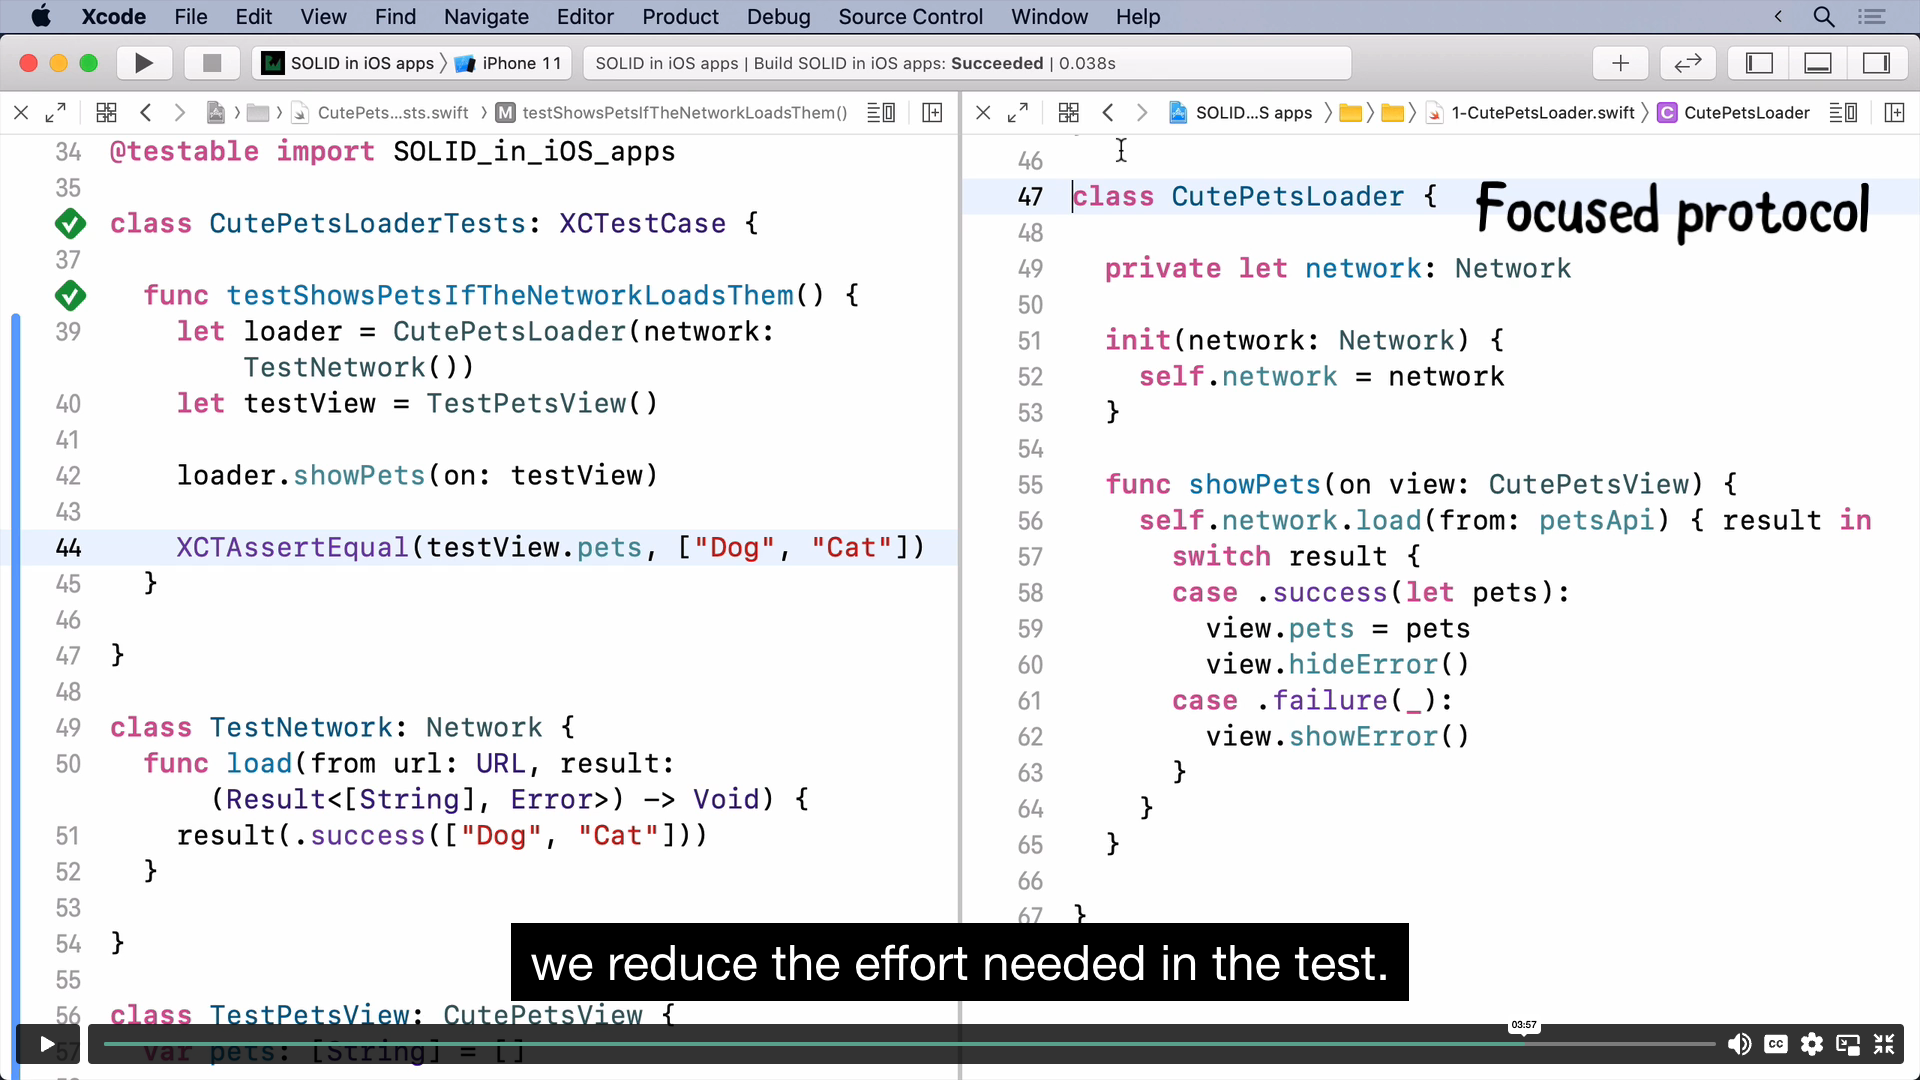 Xcode File Edit View Find Navigate Editor Product Debug Source Control Window Help
SOLID in iOS apps iPhone 11 SOLID in iOS apps | Build SOLID in iOS apps: Succeeded | 0.038s
CutePets...sts.swift M testShowsPetsIfTheNetworkLoadsThem()
34 @testable import SOLID_in_iOS_apps
35
class CutePetsLoaderTests: XCTestCase {
37
func testShowsPetsIfTheNetworkLoadsThem() {
39 let loader = CutePetsLoader(network:
TestNetwork())
40 let testView = TestPetsView()
41
42 loader.showPets(on: testView)
43
44 XCTAssertEqual(testView.pets, ["Dog", "Cat"])
45 }
46
47 }
48
49 class TestNetwork: Network {
50 func load(from url: URL, result:
(Result<[String], Error>) -> Void) {
51 result(.success(["Dog", "Cat"]))
52 }
53
54 }
55
56 class TestPetsView: CutePetsView {
57 var pets: [String] = []
SOLID...S apps 1-CutePetsLoader.swift C CutePetsLoader
46
47 class CutePetsLoader {
Focused protocol
48
49 private let network: Network
50
51 init(network: Network) {
52 self.network = network
53 }
54
55 func showPets(on view: CutePetsView) {
56 self.network.load(from: petsApi) { result in
57 switch result {
58 case .success(let pets):
59 view.pets = pets
60 view.hideError()
61 case .failure(_):
62 view.showError()
63 }
64 }
65 }
66
67 }
we reduce the effort needed in the test.
03:57
CC